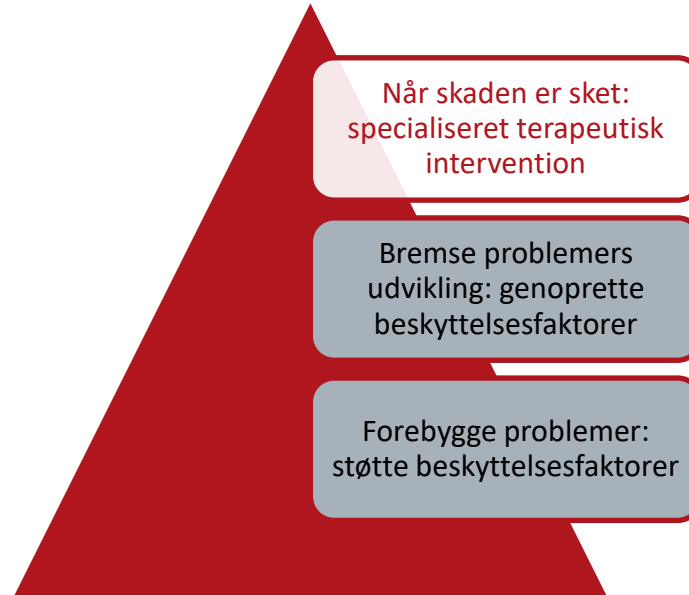 Når skaden er sket:
specialiseret terapeutisk
intervention
Bremse problemers
udvikling: genoprette
beskyttelsesfaktorer
Forebygge problemer:
støtte beskyttelsesfaktorer